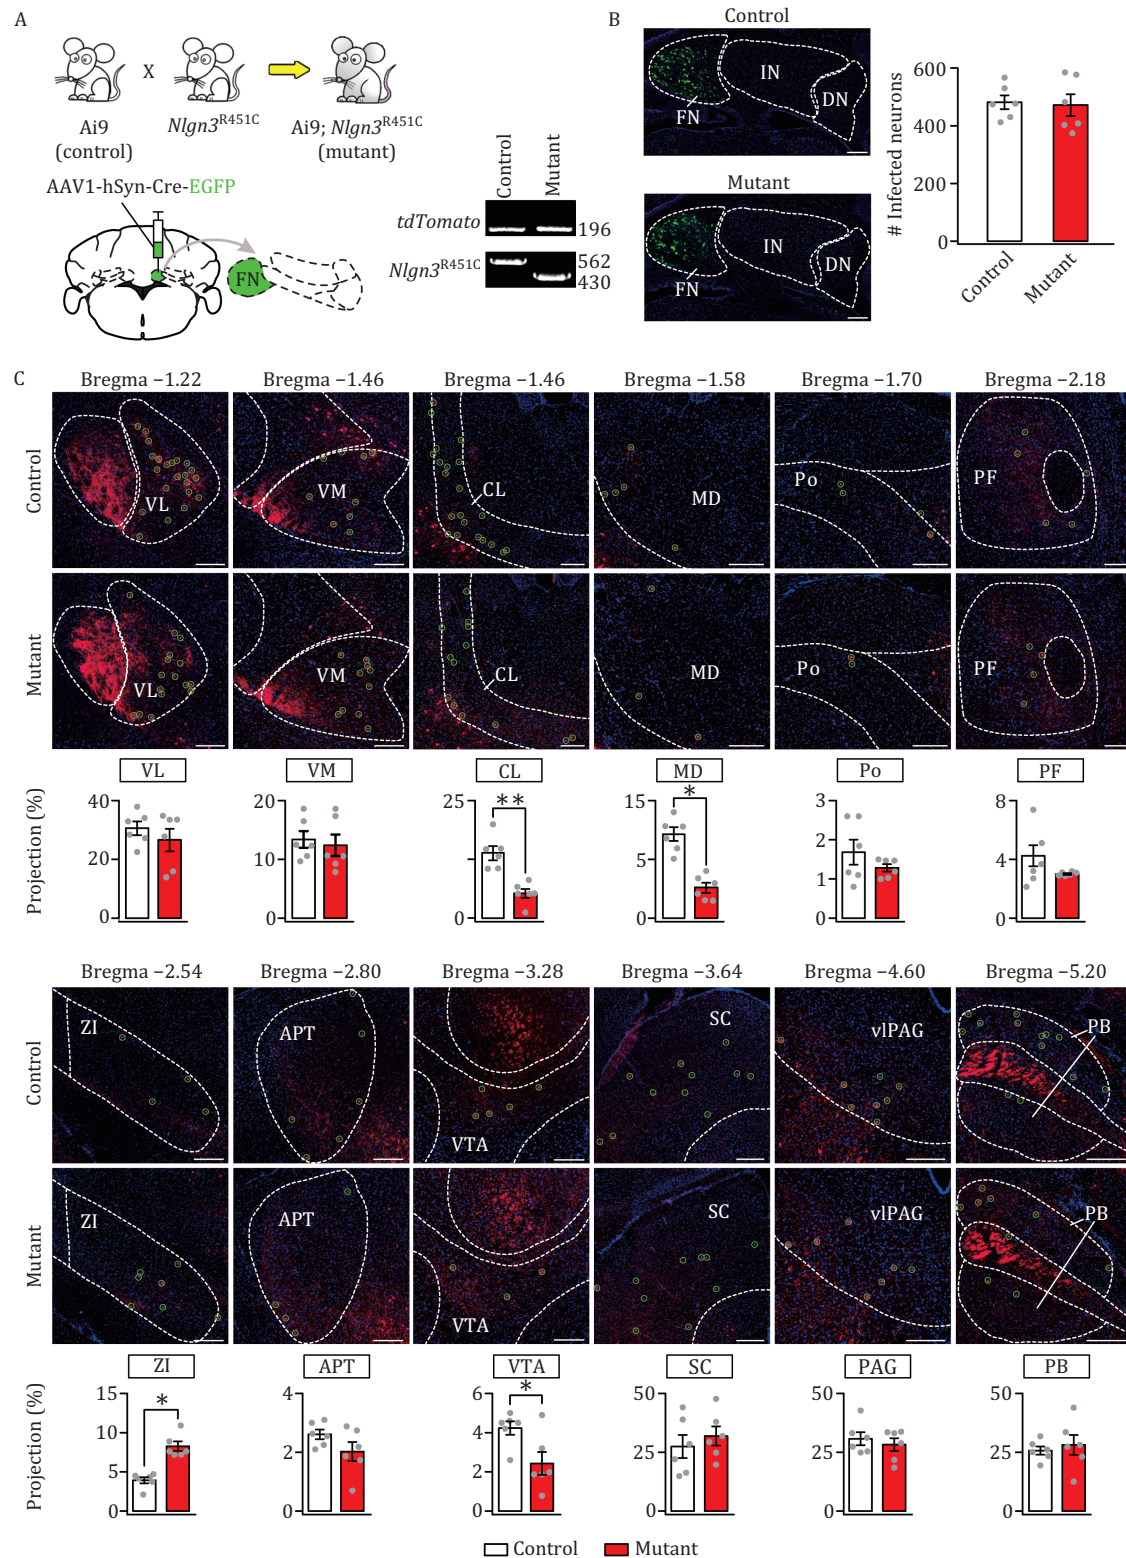 A
X
Ai9
(control)
Nlgn3R451C
Ai9; Nlgn3R451C
(mutant)
AAV1-hSyn-Cre-EGFP
FN
Control
Mutant
tdTomato
196
Nlgn3R451C
562
430
B
Control
FN
IN
DN
Mutant
FN
IN
DN
# Infected neurons
600
400
200
0
Control
Mutant
C
Bregma −1.22
Bregma −1.46
Bregma −1.46
Bregma −1.58
Bregma −1.70
Bregma −2.18
Control
VL
VM
CL
MD
Po
PF
Mutant
VL
VM
CL
MD
Po
PF
Projection (%)
VL
40
20
0
VM
20
10
0
CL
25
0
**
MD
15
5
0
*
Po
3
2
1
0
PF
8
4
0
Bregma −2.54
Bregma −2.80
Bregma −3.28
Bregma −3.64
Bregma −4.60
Bregma −5.20
Control
ZI
APT
VTA
SC
vlPAG
PB
Mutant
ZI
APT
VTA
SC
vlPAG
PB
Projection (%)
ZI
15
10
5
0
*
APT
4
2
0
VTA
6
4
2
0
*
SC
50
25
0
PAG
50
25
0
PB
50
25
0
Control
Mutant